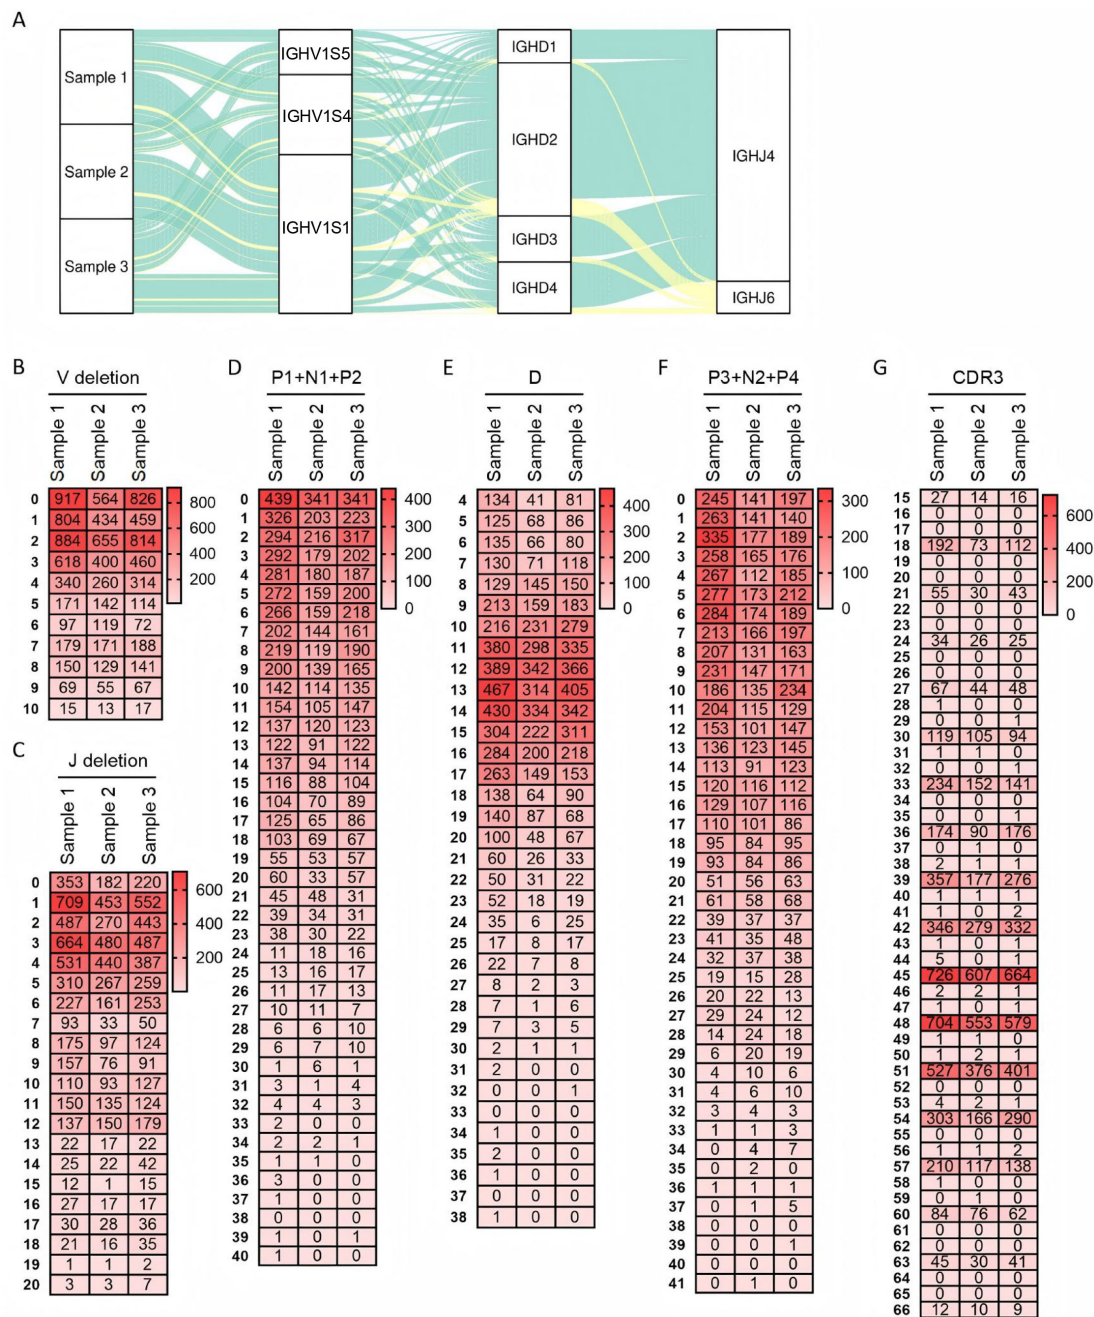 A
Sample 1
Sample 2
Sample 3
IGHV1S5
IGHV1S4
IGHV1S1
IGHD1
IGHD2
IGHD3
IGHD4
IGHJ4
IGHJ6
B
V deletion
Sample 1
Sample 2
Sample 3
0 917 564 826
1 804 434 459
2 884 655 814
3 618 400 460
4 340 260 314
5 171 142 114
6 97 119 72
7 179 171 188
8 150 129 141
9 69 55 67
10 15 13 17
800
600
400
200
C
J deletion
Sample 1
Sample 2
Sample 3
0 353 182 220
1 709 453 552
2 487 270 443
3 664 480 487
4 531 440 387
5 310 267 259
6 227 161 253
7 93 33 50
8 175 97 124
9 157 76 91
10 110 93 127
11 150 135 124
12 137 150 179
13 22 17 22
14 25 22 42
15 12 1 15
16 27 17 17
17 30 28 36
18 21 16 35
19 1 1 2
20 3 3 7
600
400
200
D
P1+N1+P2
Sample 1
Sample 2
Sample 3
0 439 341 341
1 326 203 223
2 294 216 317
3 292 179 202
4 281 180 187
5 272 159 200
6 266 159 218
7 202 144 161
8 219 119 190
9 200 139 165
10 142 114 135
11 154 105 147
12 137 120 123
13 122 91 122
14 137 94 114
15 116 88 104
16 104 70 89
17 125 65 86
18 103 69 67
19 55 53 57
20 60 33 57
21 45 48 31
22 39 34 31
23 38 30 22
24 11 18 16
25 13 16 17
26 11 17 13
27 10 11 7
28 6 6 10
29 6 7 10
30 1 6 1
31 3 1 4
32 4 4 3
33 2 0 0
34 2 2 1
35 1 1 0
36 3 0 0
37 1 0 0
38 0 0 0
39 1 0 1
40 1 0 0
400
300
200
100
0
E
D
Sample 1
Sample 2
Sample 3
4 134 41 81
5 125 68 86
6 135 66 80
7 130 71 118
8 129 145 150
9 213 159 183
10 216 231 279
11 380 298 335
12 389 342 366
13 467 314 405
14 430 334 342
15 304 222 311
16 284 200 218
17 263 149 153
18 138 64 90
19 140 87 68
20 100 48 67
21 60 26 33
22 50 31 22
23 52 18 19
24 35 6 25
25 17 8 17
26 22 7 8
27 8 2 3
28 7 1 6
29 7 3 5
30 2 1 1
31 2 0 0
32 0 0 1
33 0 0 0
34 1 0 0
35 2 0 0
36 1 0 0
37 0 0 0
38 1 0 0
400
300
200
100
0
F
P3+N2+P4
Sample 1
Sample 2
Sample 3
0 245 141 197
1 263 141 140
2 335 177 189
3 258 165 176
4 267 112 185
5 277 173 212
6 284 174 189
7 213 166 197
8 207 131 163
9 231 147 171
10 186 135 234
11 204 115 129
12 153 101 147
13 136 123 145
14 113 91 123
15 120 116 112
16 129 107 116
17 110 101 86
18 95 84 95
19 93 84 86
20 51 56 63
21 61 58 68
22 39 37 37
23 41 35 48
24 32 37 38
25 19 15 28
26 20 22 13
27 29 24 12
28 14 24 18
29 6 20 19
30 4 10 6
31 4 6 10
32 3 4 3
33 1 1 3
34 0 4 7
35 0 2 0
36 1 1 1
37 0 1 5
38 0 0 0
39 0 0 1
40 0 0 0
41 0 1 0
300
200
100
0
G
CDR3
Sample 1
Sample 2
Sample 3
15 27 14 16
16 0 0 0
17 0 0 0
18 192 73 112
19 0 0 0
20 0 0 0
21 55 30 43
22 0 0 0
23 0 0 0
24 34 26 25
25 0 0 0
26 0 0 0
27 67 44 48
28 1 0 0
29 0 0 1
30 119 105 94
31 1 1 0
32 0 0 1
33 234 152 141
34 0 0 0
35 0 0 1
36 174 90 176
37 0 1 0
38 2 1 1
39 357 177 276
40 1 1 1
41 1 0 2
42 346 279 332
43 1 0 1
44 5 0 1
45 726 607 664
46 2 2 1
47 1 0 1
48 704 553 579
49 1 1 0
50 1 2 1
51 527 376 401
52 0 0 0
53 4 2 1
54 303 166 290
55 0 0 0
56 1 1 2
57 210 117 138
58 1 0 0
59 0 1 0
60 84 76 62
61 0 0 0
62 0 0 0
63 45 30 41
64 0 0 0
65 0 0 0
66 12 10 9
600
400
200
0